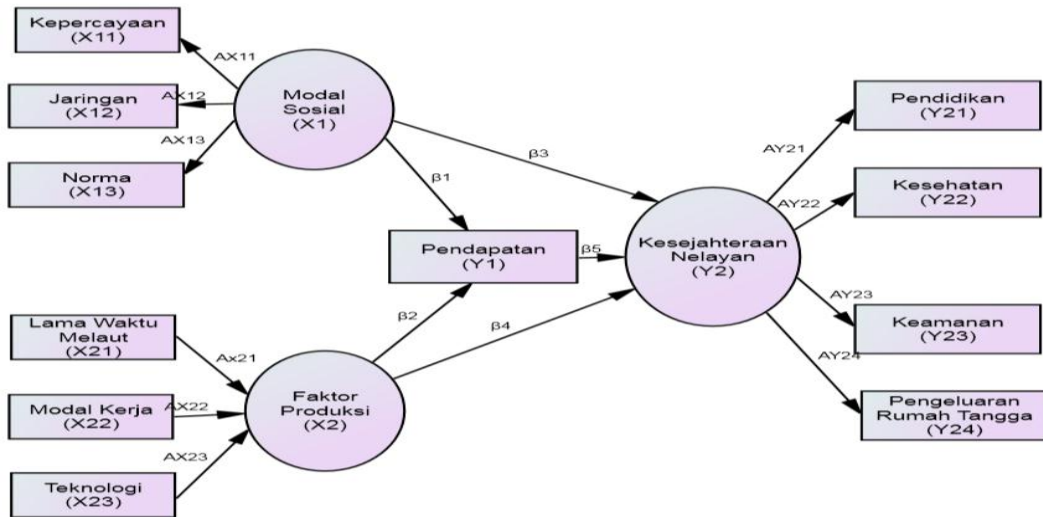 Kepercayaan
(X11)
AX11
Jaringan
(X12)
AX12
Norma
(X13)
AX13
Modal
Sosial
(X1)
β3
β1
Pendapatan
(Y1)
β5
Kesejahteraan
Nelayan
(Y2)
β2
β4
Lama Waktu
Melaut
(X21)
Ax21
Modal Kerja
(X22)
AX22
Teknologi
(X23)
AX23
Faktor
Produksi
(X2)
AY21
Pendidikan
(Y21)
AY22
Kesehatan
(Y22)
AY23
Keamanan
(Y23)
AY24
Pengeluaran
Rumah Tangga
(Y24)